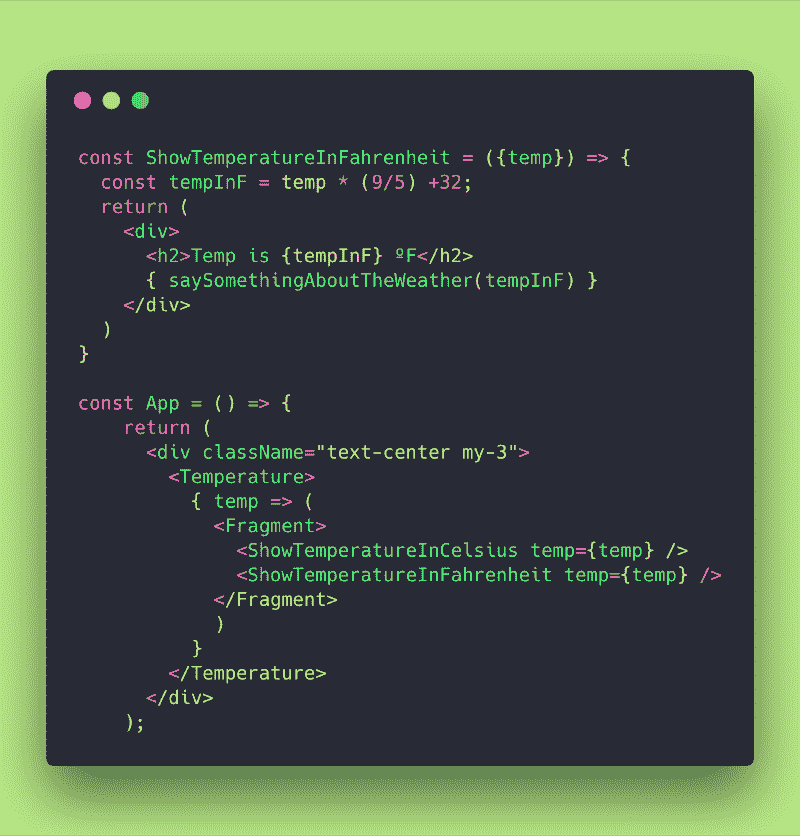 const ShowTemperatureInFahrenheit = ({temp}) => {
  const tempInF = temp * (9/5) +32;
  return (
    <div>
      <h2>Temp is {tempInF} ºF</h2>
      { saySomethingAboutTheWeather(tempInF) }
    </div>
  )
}

const App = () => {
    return (
      <div className="text-center my-3">
        <Temperature>
          { temp => (
            <Fragment>
              <ShowTemperatureInCelsius temp={temp} />
              <ShowTemperatureInFahrenheit temp={temp} />
            </Fragment>
            )
          }
        </Temperature>
      </div>
    );